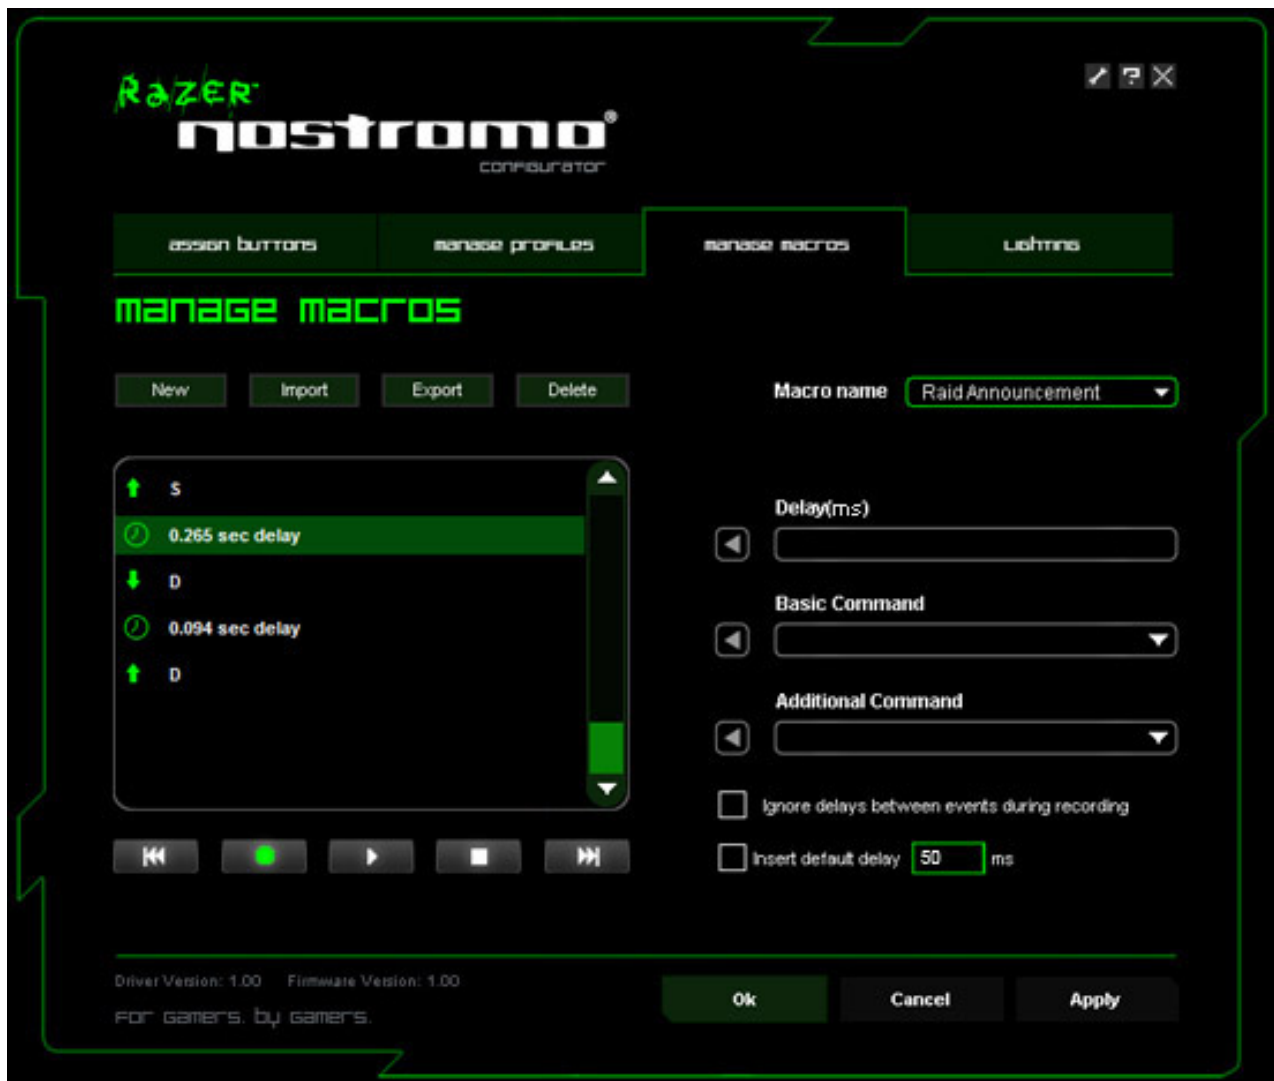 RAZER™
nostromo®
configurator
assign buttons
manage profiles
manage macros
Lighting
manage macros
New
Import
Export
Delete
Macro name
Raid Announcement
S
0.265 sec delay
D
0.094 sec delay
D
Delay(ms)
Basic Command
Additional Command
Ignore delays between events during recording
Insert default delay 50 ms
Driver Version: 1.00 Firmware Version: 1.00
For gamers. by gamers.
Ok
Cancel
Apply